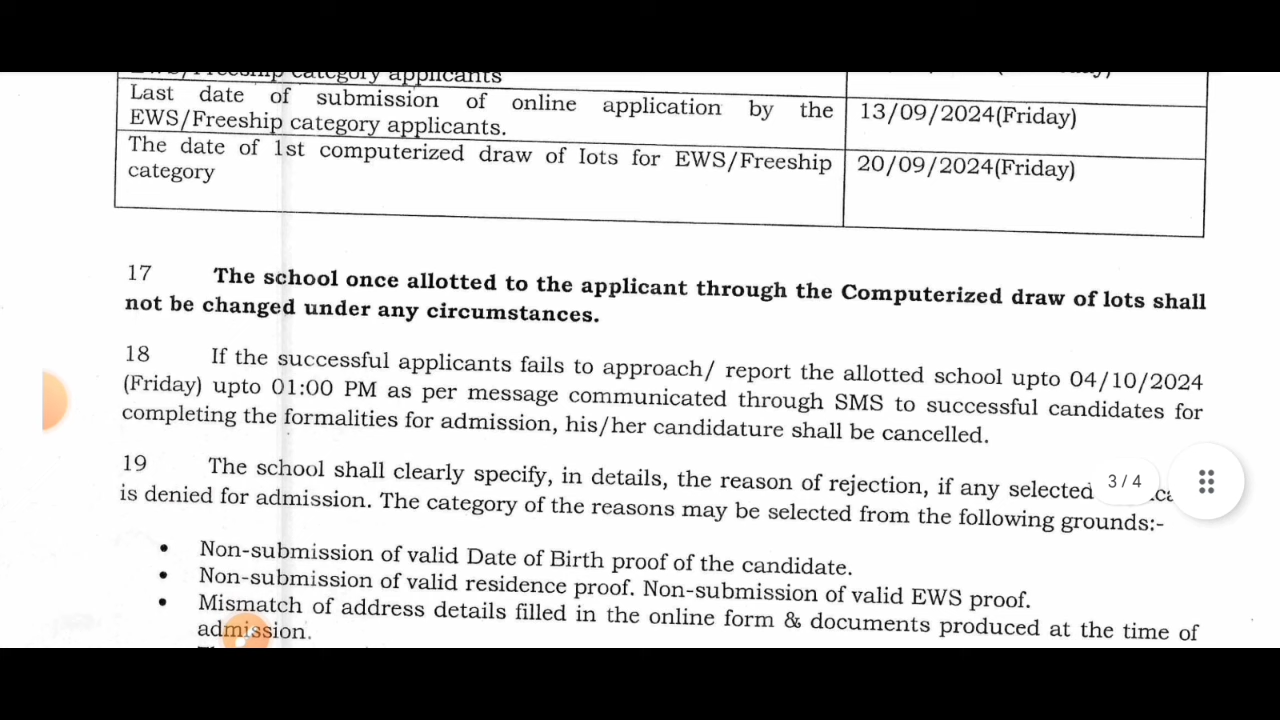 EWS/Freeship category applicants
Last date of submission of online application by the 13/09/2024(Friday)
EWS/Freeship category applicants.
The date of 1st computerized draw of lots for EWS/Freeship 20/09/2024(Friday)
category
17 The school once allotted to the applicant through the Computerized draw of lots shall
not be changed under any circumstances.
18 If the successful applicants fails to approach/ report the allotted school upto 04/10/2024
(Friday) upto 01:00 PM as per message communicated through SMS to successful candidates for
completing the formalities for admission, his/her candidature shall be cancelled.
19 The school shall clearly specify, in details, the reason of rejection, if any selected
3 / 4
is denied for admission. The category of the reasons may be selected from the following grounds:-
• Non-submission of valid Date of Birth proof of the candidate.
• Non-submission of valid residence proof. Non-submission of valid EWS proof.
• Mismatch of address details filled in the online form & documents produced at the time of
admission.